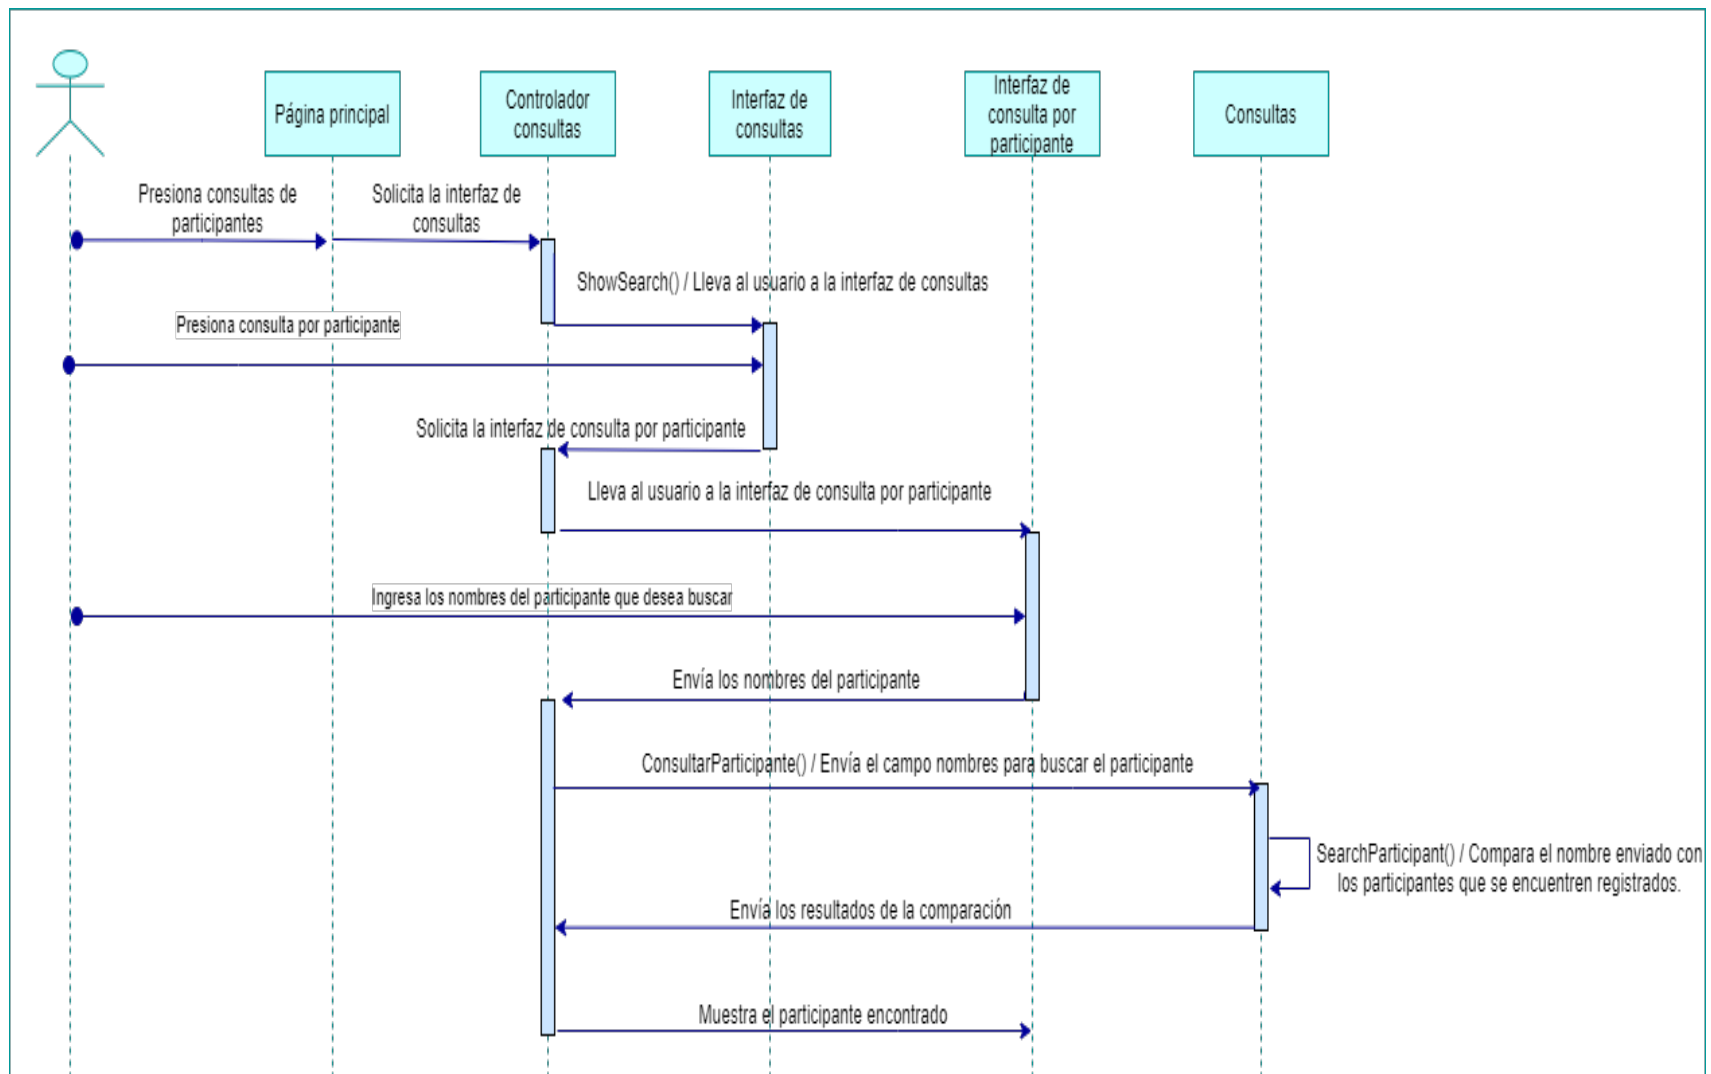 Página principal
Controlador
consultas
Interfaz de
consultas
Interfaz de
consulta por
participante
Consultas
Presiona consultas de
participantes
Solicita la interfaz de
consultas
ShowSearch() / Lleva al usuario a la interfaz de consultas
Presiona consulta por participante
Solicita la interfaz de consulta por participante
Lleva al usuario a la interfaz de consulta por participante
Ingresa los nombres del participante que desea buscar
Envía los nombres del participante
ConsultarParticipante() / Envía el campo nombres para buscar el participante
SearchParticipant() / Compara el nombre enviado con
los participantes que se encuentren registrados.
Envía los resultados de la comparación
Muestra el participante encontrado